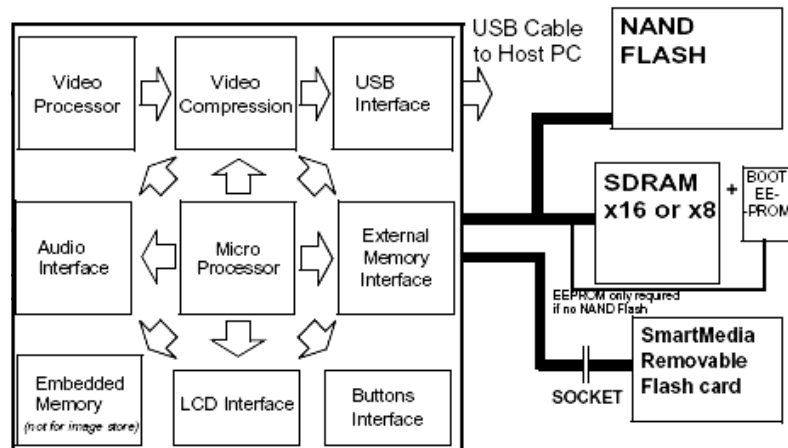 USB Cable
to Host PC
NAND
FLASH
Video
Processor
Video
Compression
USB
Interface
SDRAM
x16 or x8
+
BOOT
EE-
-PROM
Audio
Interface
Micro
Processor
External
Memory
Interface
EEPROM only required
if no NAND Flash
SmartMedia
Removable
Flash card
SOCKET
Embedded
Memory
(not for image store)
LCD Interface
Buttons
Interface